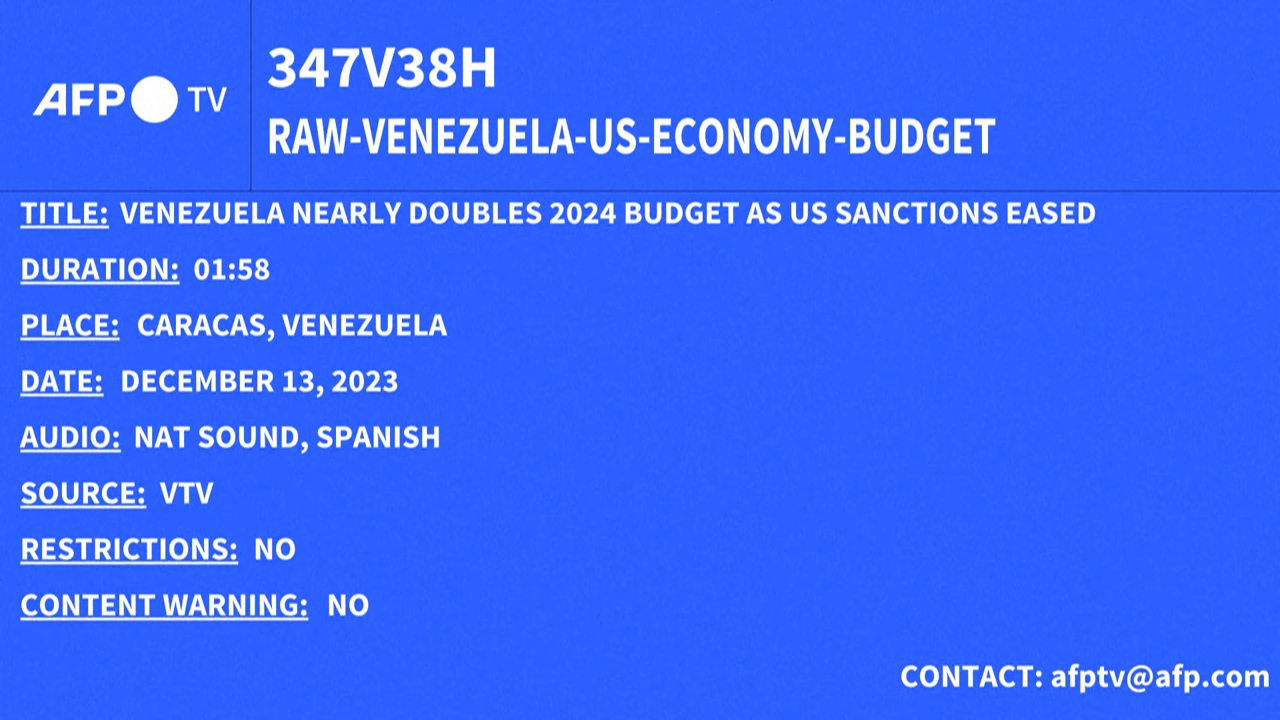 AFP TV
347V38H
RAW-VENEZUELA-US-ECONOMY-BUDGET
TITLE: VENEZUELA NEARLY DOUBLES 2024 BUDGET AS US SANCTIONS EASED
DURATION: 01:58
PLACE: CARACAS, VENEZUELA
DATE: DECEMBER 13, 2023
AUDIO: NAT SOUND, SPANISH
SOURCE: VTV
RESTRICTIONS: NO
CONTENT WARNING: NO
CONTACT: afptv@afp.com